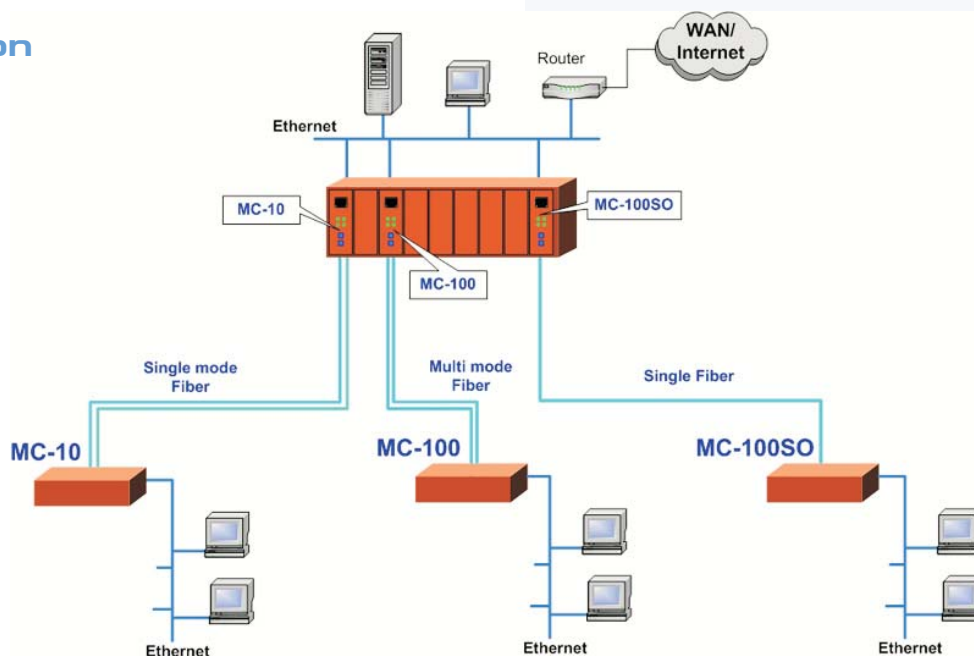 on
WAN/
Internet
Router
Ethernet
MC-10
MC-100SO
MC-100
Single mode
Fiber
Multi mode
Fiber
Single Fiber
MC-10
MC-100
MC-100SO
Ethernet
Ethernet
Ethernet